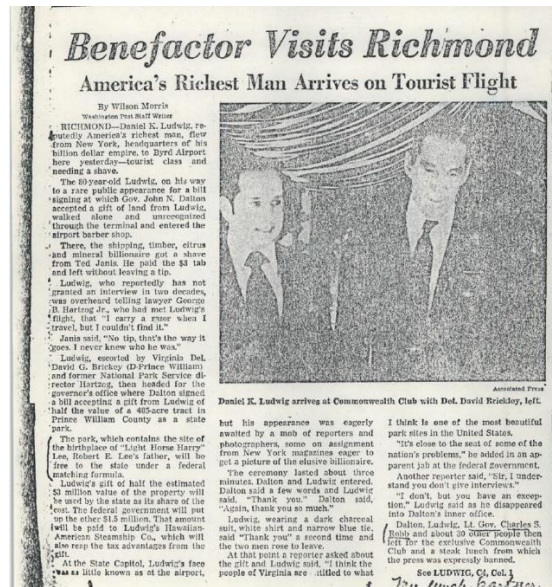 Benefactor Visits Richmond
America's Richest Man Arrives on Tourist Flight
By Wilson Morris
Washington Post Staff Writer
RICHMOND—Daniel K. Ludwig, re-
putedly America's richest man, flew
from New York, headquarters of his
billion dollar empire, to Byrd Airport
here yesterday—tourist class and
needing a shave.
The 80-year-old Ludwig, on his way
to a rare public appearance for a bill
signing at which Gov. John N. Dalton
accepted a gift of land from Ludwig,
walked alone and unrecognized
through the terminal and entered the
airport barber shop.
There, the shipping, timber, citrus
and mineral billionaire got a shave
from Ted Janis. He paid the $3 tab
and left without leaving a tip.
Ludwig, who reportedly has not
granted an interview in two decades,
was overheard telling lawyer George
B. Hartzog Jr., who had met Ludwig's
flight, that "I carry a razor when I
travel, but I couldn't find it."
Janis said, "No tip, that's the way it
goes. I never knew who he was."
Ludwig, escorted by Virginia Del.
David G. Brickley (D-Prince William)
and former National Park Service di-
rector Hartzog, then headed for the
governor's office where Dalton signed
a bill accepting a gift from Ludwig of
half the value of a 485-acre tract in
Prince William County as a state
park.
The park, which contains the site of
the birthplace of "Light Horse Harry"
Lee, Robert E. Lee's father, will be
free to the state under a federal
matching formula.
Ludwig's gift of half the estimated
$3 million value of the property will
be used by the state as its share of the
cost. The federal government will put
up the other $1.5 million. That amount
will be paid to Ludwig's Hawaiian-
American Steamship Co., which will
also reap the tax advantages from the
gift.
At the State Capitol, Ludwig's face
was as little known as at the airport,
Associated Press
Daniel K. Ludwig arrives at Commonwealth Club with Del. David Brickley, left.
but his appearance was eagerly
awaited by a mob of reporters and
photographers, some on assignment
from New York magazines eager to
get a picture of the elusive billionaire.
The ceremony lasted about three
minutes. Dalton and Ludwig entered.
Dalton said a few words and Ludwig
said. "Thank you." Dalton said,
"Again, thank you so much."
Ludwig, wearing a dark charcoal
suit, white shirt and narrow blue tie.
said "Thank you" a second time and
the two men rose to leave.
At that point a reporter asked about
the gift and Ludwig said, "I think the
people of Virginia are entitled to what
I think is one of the most beautiful
park sites in the United States.
"It's close to the seat of some of the
nation's problems," he added in an ap-
parent jab at the federal government.
Another reporter said, "Sir, I under-
stand you don't give interviews."
"I don't, but you have an excep-
tion," Ludwig said as he disappeared
into Dalton's inner office.
Dalton, Ludwig, Lt. Gov. Charles S.
Robb and about 30 other people then
left for the exclusive Commonwealth
Club and a steak lunch from which
the press was expressly banned.
See LUDWIG, C4, Col. 1